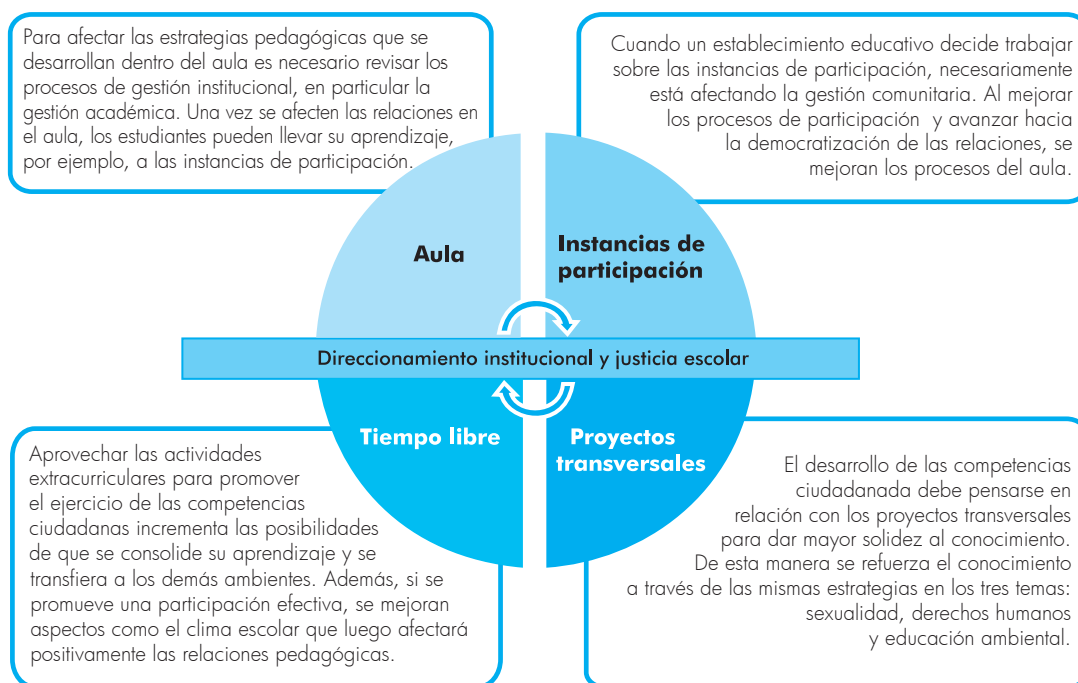 Para afectar las estrategias pedagógicas que se
desarrollan dentro del aula es necesario revisar los
procesos de gestión institucional, en particular la
gestión académica. Una vez se afecten las relaciones en
el aula, los estudiantes pueden llevar su aprendizaje,
por ejemplo, a las instancias de participación.
Cuando un establecimiento educativo decide trabajar
sobre las instancias de participación, necesariamente
está afectando la gestión comunitaria. Al mejorar
los procesos de participación y avanzar hacia
la democratización de las relaciones, se
mejoran los procesos del aula.
Aula
Instancias de
participación
Direccionamiento institucional y justicia escolar
Tiempo libre
Proyectos
transversales
Aprovechar las actividades
extracurriculares para promover
el ejercicio de las competencias
ciudadanas incrementa las posibilidades
de que se consolide su aprendizaje y se
transfiera a los demás ambientes. Además, si se
promueve una participación efectiva, se mejoran
aspectos como el clima escolar que luego afectará
positivamente las relaciones pedagógicas.
El desarrollo de las competencias
ciudadanada debe pensarse en
relación con los proyectos transversales
para dar mayor solidez al conocimiento.
De esta manera se refuerza el conocimiento
a través de las mismas estrategias en los tres temas:
sexualidad, derechos humanos
y educación ambiental.